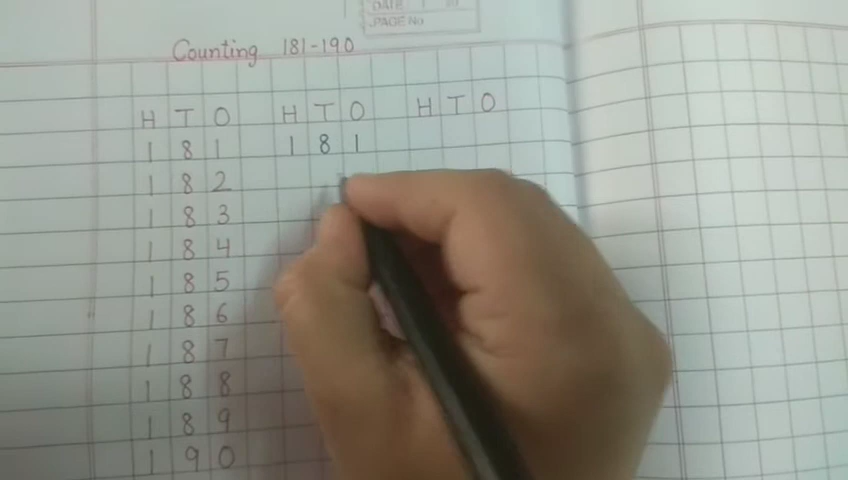 DATE
PAGE No
Counting 181-190
H T O H T O H T O
1 8 1 1 8 1
1 8 2
1 8 3
1 8 4
1 8 5
1 8 6
1 8 7
1 8 8
1 8 9
1 9 0